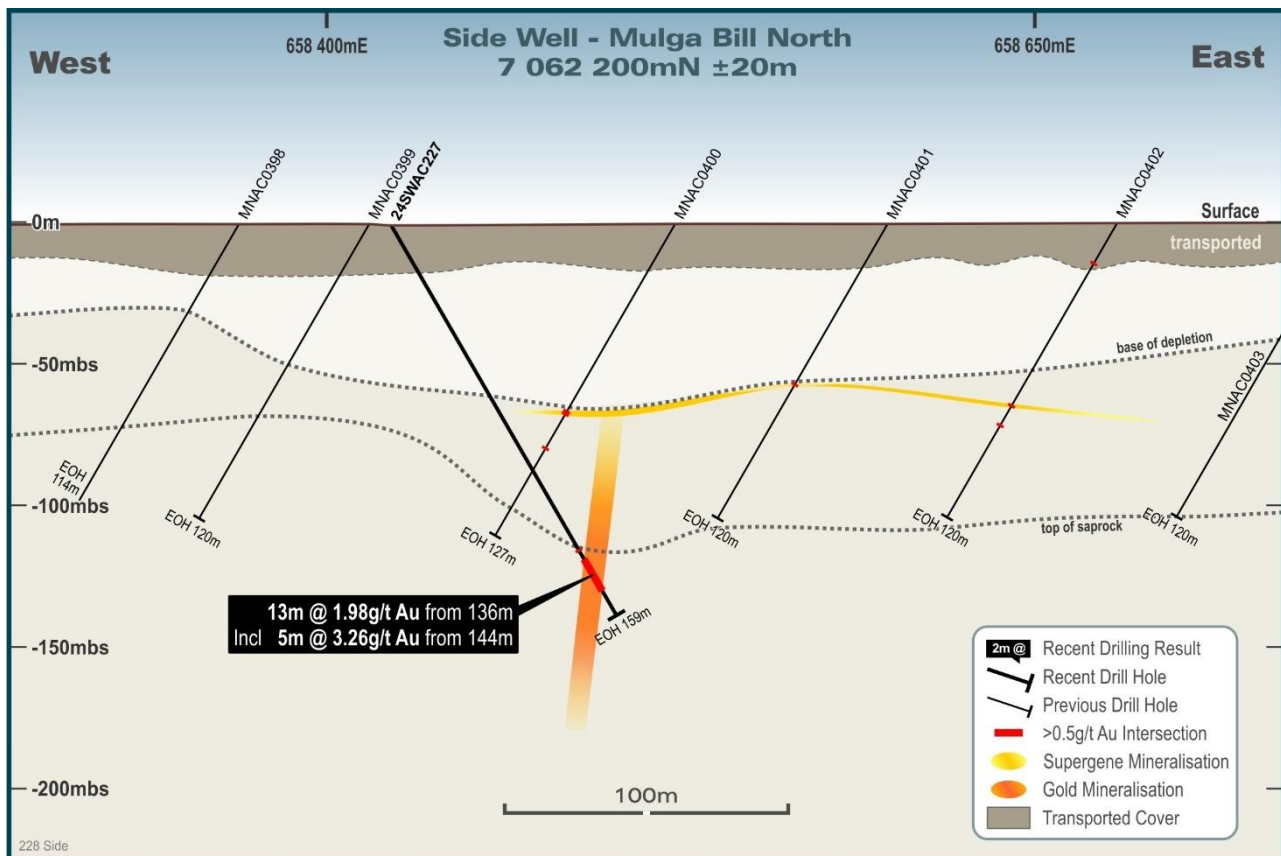 658 400mE
Side Well - Mulga Bill North
658 650mE
West
7 062 200mN ±20m
East
MNAC0398
MNAC0399
24SWAC227
MNAC0400
MNAC0401
MNAC0402
0m
Surface
transported
-50mbs
base of depletion
MNAC0403
EOH
114m
-100mbs
EOH 120m
EOH 127m
EOH 120m
EOH 120m
top of saprock
EOH 120m
13m @ 1.98g/t Au from 136m
Incl 5m @ 3.26g/t Au from 144m
EOH 159m
-150mbs
2m @ Recent Drilling Result
Recent Drill Hole
Previous Drill Hole
>0.5g/t Au Intersection
Supergene Mineralisation
Gold Mineralisation
Transported Cover
-200mbs
100m
228 Side